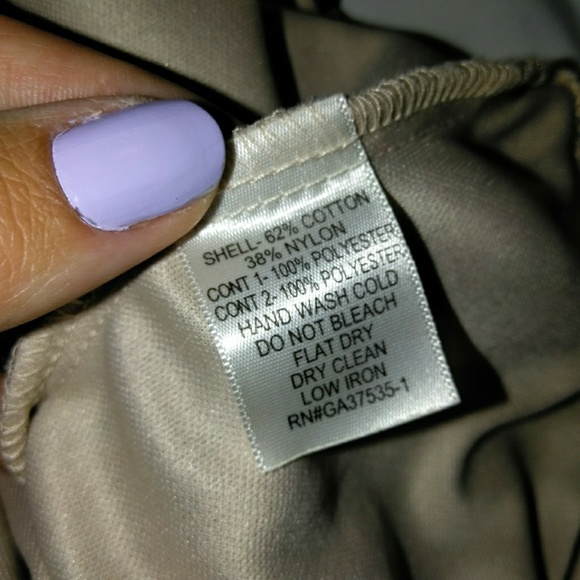 SHELL- 62% COTTON
38% NYLON
CONT 1- 100% POLYESTER
CONT 2- 100% POLYESTER
HAND WASH COLD
DO NOT BLEACH
FLAT DRY
DRY CLEAN
LOW IRON
RN#GA37535-1